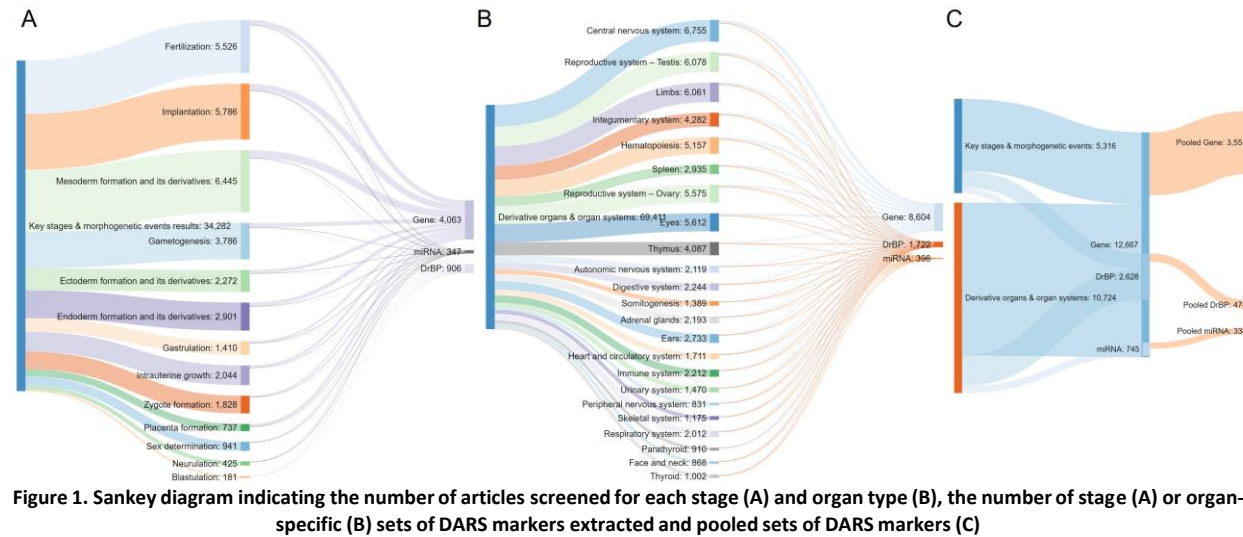 A
Fertilization: 5,526
Implantation: 5,786
Mesoderm formation and its derivatives: 6,445
Key stages & morphogenetic events results: 34,282
Gametogenesis: 3,786
Ectoderm formation and its derivatives: 2,272
Endoderm formation and its derivatives: 2,901
Gastrulation: 1,410
Intrauterine growth: 2,044
Zygote formation: 1,828
Placenta formation: 737
Sex determination: 941
Neurulation: 425
Blastulation: 181
Gene: 4,063
miRNA: 347
DrBP: 906
B
Central nervous system: 6,755
Reproductive system – Testis: 6,078
Limbs: 6,061
Integumentary system: 4,282
Hematopoiesis: 5,157
Spleen: 2,935
Reproductive system – Ovary: 5,575
Derivative organs & organ systems: 69,411
Eyes: 5,612
Thymus: 4,087
Autonomic nervous system: 2,119
Digestive system: 2,244
Somitogenesis: 1,389
Adrenal glands: 2,193
Ears: 2,733
Heart and circulatory system: 1,711
Immune system: 2,212
Urinary system: 1,470
Peripheral nervous system: 831
Skeletal system: 1,175
Respiratory system: 2,012
Parathyroid: 910
Face and neck: 868
Thyroid: 1,002
Gene: 8,604
DrBP: 1,722
miRNA: 398
C
Key stages & morphogenetic events: 5,316
Derivative organs & organ systems: 10,724
Gene: 12,667
DrBP: 2,628
miRNA: 745
Pooled Gene: 3,55
Pooled DrBP: 47
Pooled miRNA: 33
Figure 1. Sankey diagram indicating the number of articles screened for each stage (A) and organ type (B), the number of stage (A) or organ-
specific (B) sets of DARS markers extracted and pooled sets of DARS markers (C)